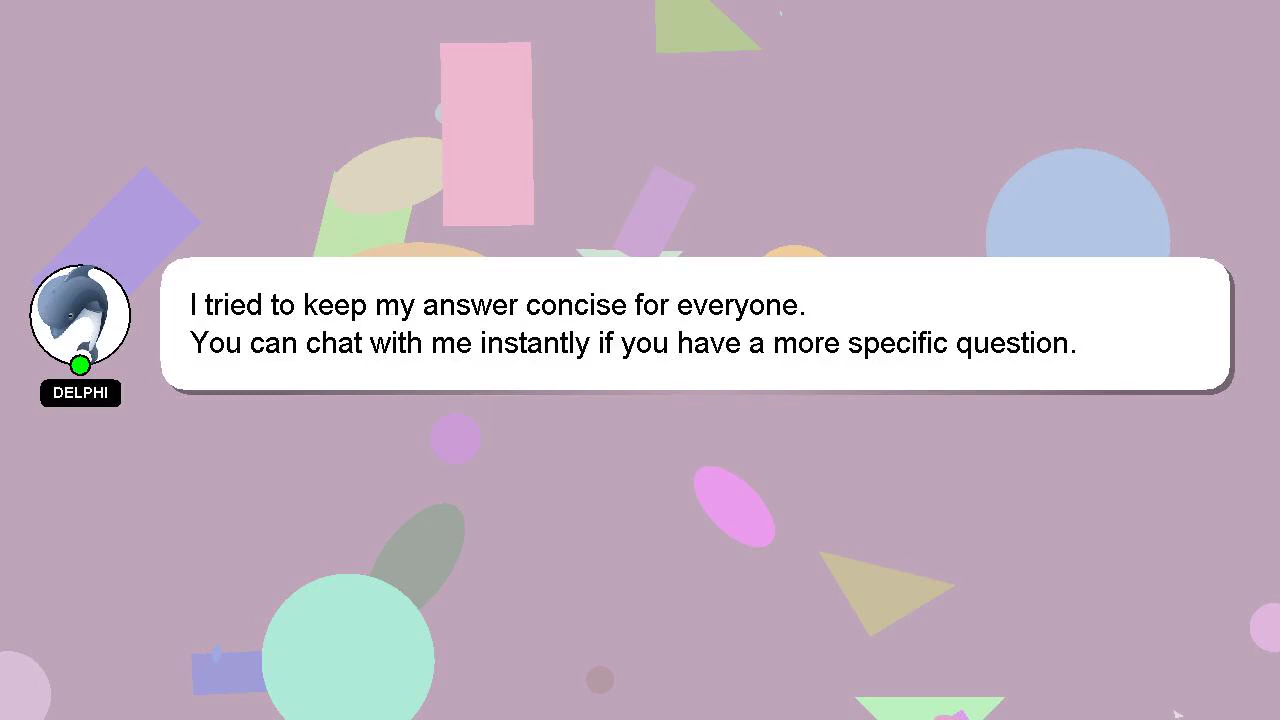 I tried to keep my answer concise for everyone.
You can chat with me instantly if you have a more specific question.
DELPHI